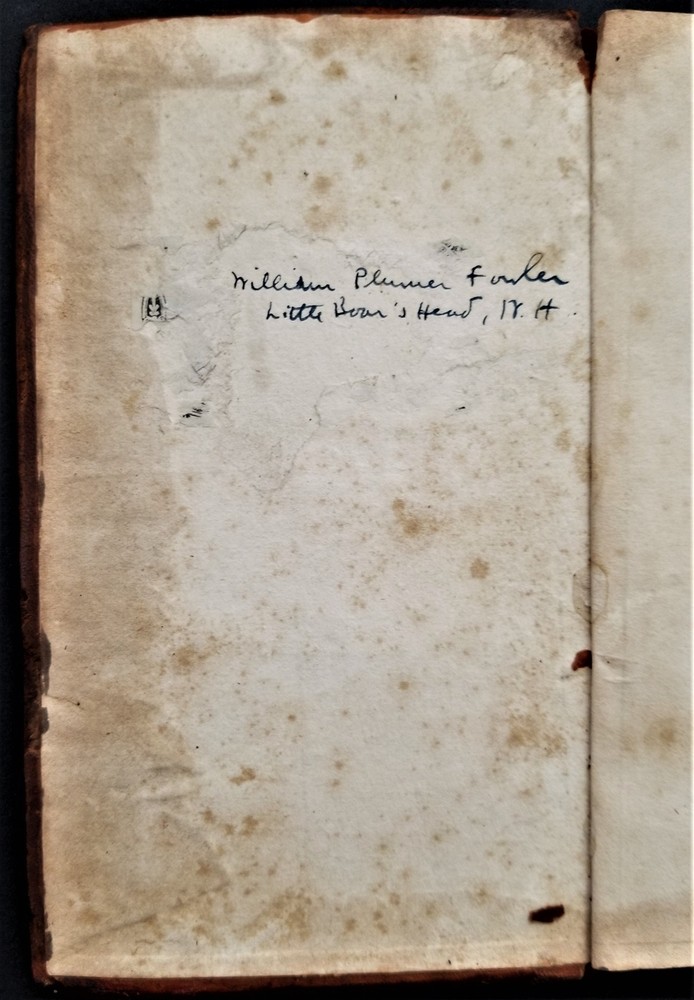 William Plumer Fowler
Little Boar's Head, N. H.